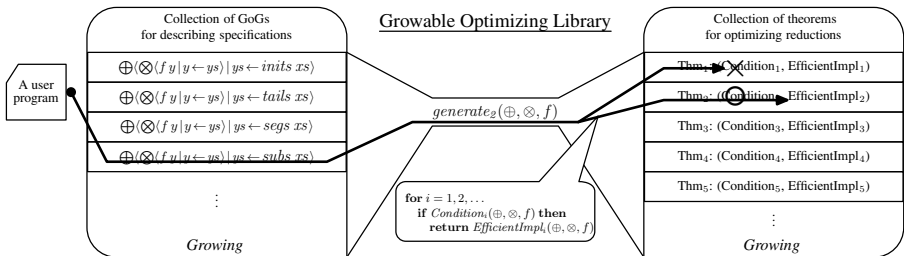 Growable Optimizing Library
A user
program
Collection of GoGs
for describing specifications
⊕⟨⊗⟨f y | y ← ys⟩ | ys ← inits xs⟩
⊕⟨⊗⟨f y | y ← ys⟩ | ys ← tails xs⟩
⊕⟨⊗⟨f y | y ← ys⟩ | ys ← segs xs⟩
⊕⟨⊗⟨f y | y ← ys⟩ | ys ← subs xs⟩
⋮
Growing
generate₂(⊕, ⊗, f)
for i = 1, 2, …
if Conditionᵢ(⊕, ⊗, f) then
return EfficientImplᵢ(⊕, ⊗, f)
Collection of theorems
for optimizing reductions
Thm₁: (Condition₁, EfficientImpl₁)
Thm₂: (Condition₂, EfficientImpl₂)
Thm₃: (Condition₃, EfficientImpl₃)
Thm₄: (Condition₄, EfficientImpl₄)
Thm₅: (Condition₅, EfficientImpl₅)
⋮
Growing